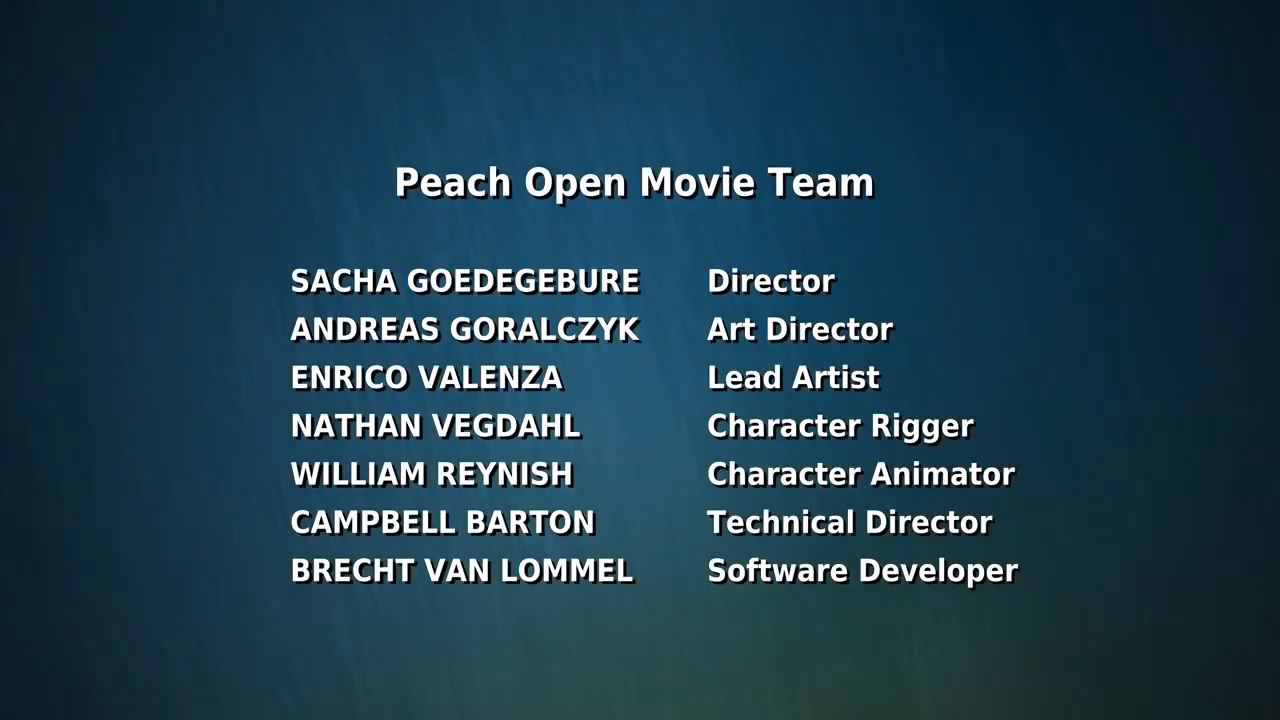 Peach Open Movie Team
SACHA GOEDEGEBURE Director
ANDREAS GORALCZYK Art Director
ENRICO VALENZA Lead Artist
NATHAN VEGDAHL Character Rigger
WILLIAM REYNISH Character Animator
CAMPBELL BARTON Technical Director
BRECHT VAN LOMMEL Software Developer